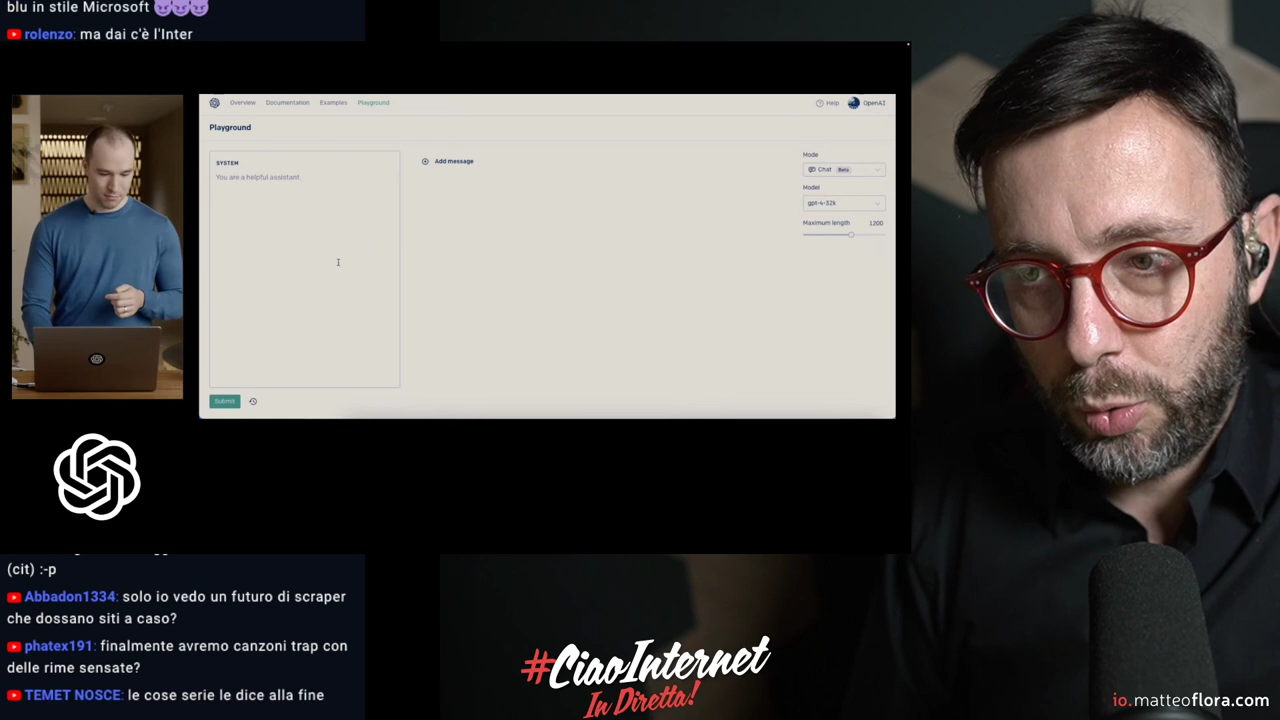 blu in stile Microsoft 😈😈😈
rolenzo: ma dai c'è l'Inter
Overview Documentation Examples Playground
Help OpenAI
Playground
SYSTEM
You are a helpful assistant.
Add message
Mode
Chat Beta
Model
gpt-4-32k
Maximum length 1200
Submit
(cit) :-p
Abbadon1334: solo io vedo un futuro di scraper
che dossano siti a caso?
phatex191: finalmente avremo canzoni trap con
delle rime sensate?
TEMET NOSCE: le cose serie le dice alla fine
#CiaoInternet
In Diretta!
io.matteoflora.com